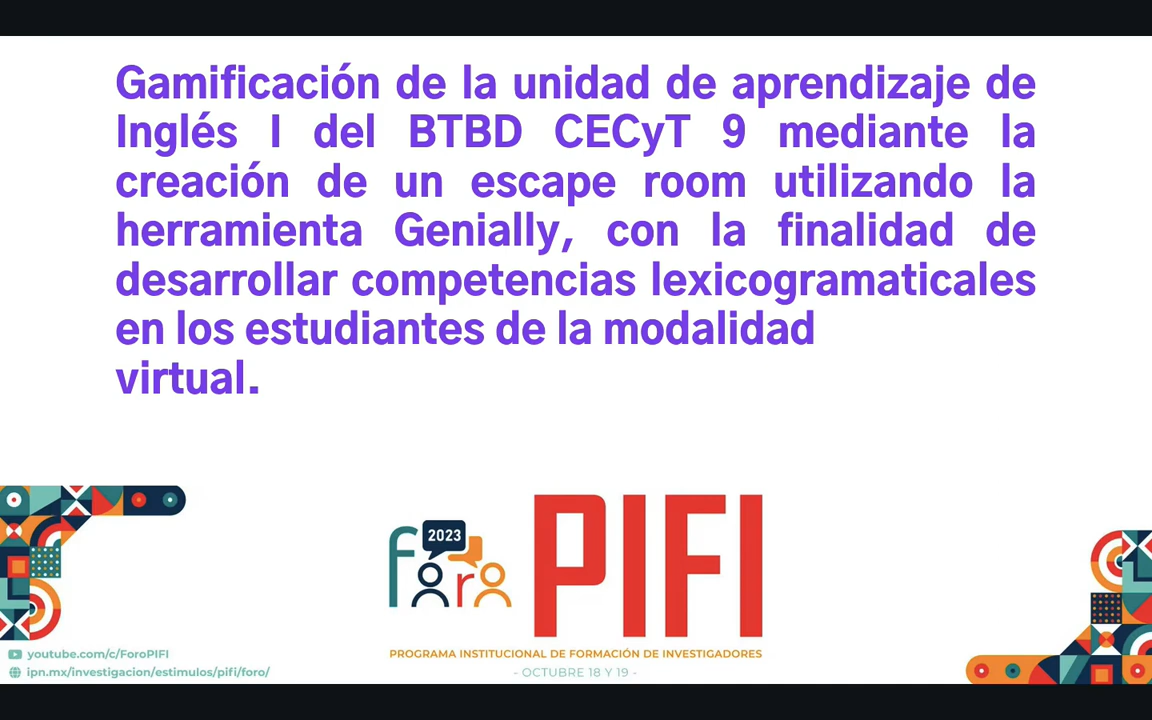 Gamificación de la unidad de aprendizaje de
Inglés I del BTBD CECyT 9 mediante la
creación de un escape room utilizando la
herramienta Genially, con la finalidad de
desarrollar competencias lexicogramaticales
en los estudiantes de la modalidad
virtual.
foro 2023 PIFI
PROGRAMA INSTITUCIONAL DE FORMACIÓN DE INVESTIGADORES
- OCTUBRE 18 Y 19 -
youtube.com/c/ForoPIFI
ipn.mx/investigacion/estimulos/pifi/foro/